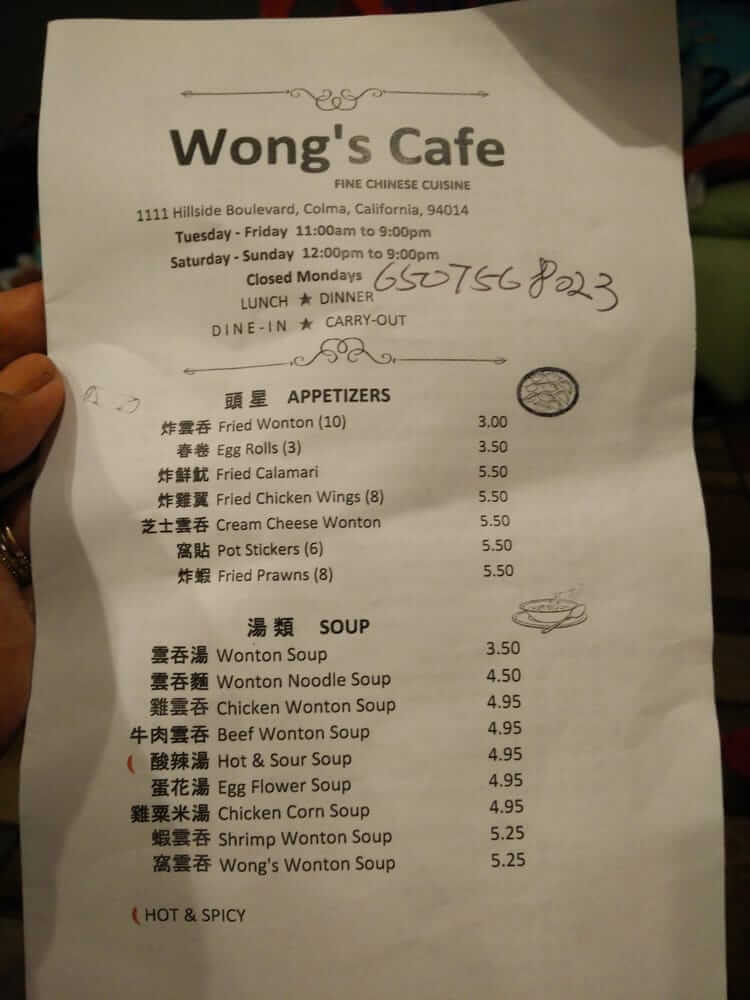 Wong's Cafe
FINE CHINESE CUISINE
1111 Hillside Boulevard, Colma, California, 94014
Tuesday - Friday 11:00am to 9:00pm
Saturday - Sunday 12:00pm to 9:00pm
Closed Mondays 6507568023
LUNCH ★ DINNER
DINE-IN ★ CARRY-OUT
頭星 APPETIZERS
炸雲吞 Fried Wonton (10) 3.00
春卷 Egg Rolls (3) 3.50
炸鮮魷 Fried Calamari 5.50
炸雞翼 Fried Chicken Wings (8) 5.50
芝士雲吞 Cream Cheese Wonton 5.50
窩貼 Pot Stickers (6) 5.50
炸蝦 Fried Prawns (8) 5.50
湯類 SOUP
雲吞湯 Wonton Soup 3.50
雲吞麵 Wonton Noodle Soup 4.50
雞雲吞 Chicken Wonton Soup 4.95
牛肉雲吞 Beef Wonton Soup 4.95
酸辣湯 Hot & Sour Soup 4.95
蛋花湯 Egg Flower Soup 4.95
雞粟米湯 Chicken Corn Soup 4.95
蝦雲吞 Shrimp Wonton Soup 5.25
窩雲吞 Wong's Wonton Soup 5.25
HOT & SPICY